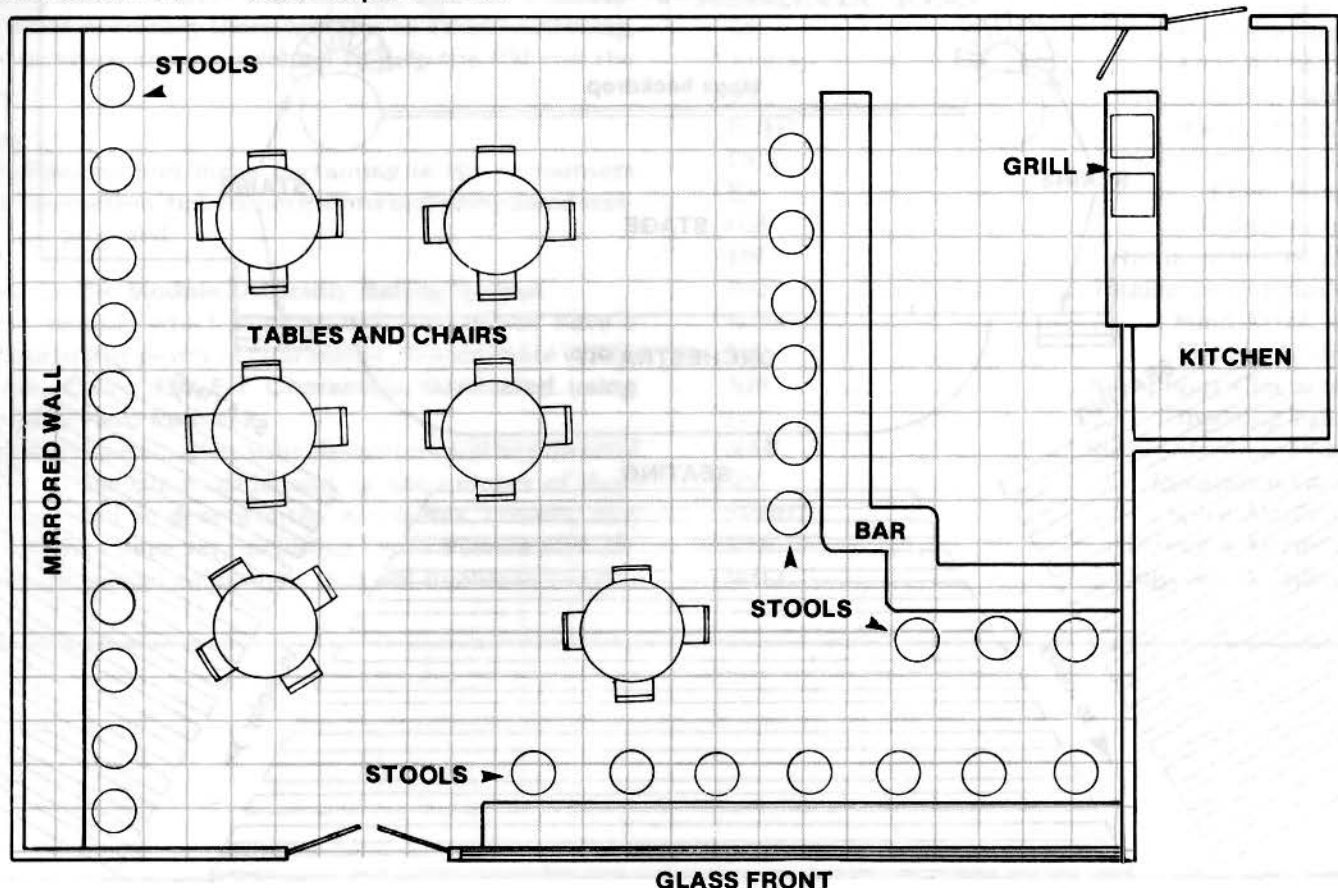 STOOLS
GRILL
TABLES AND CHAIRS
KITCHEN
MIRRORED WALL
BAR
STOOLS
STOOLS
GLASS FRONT